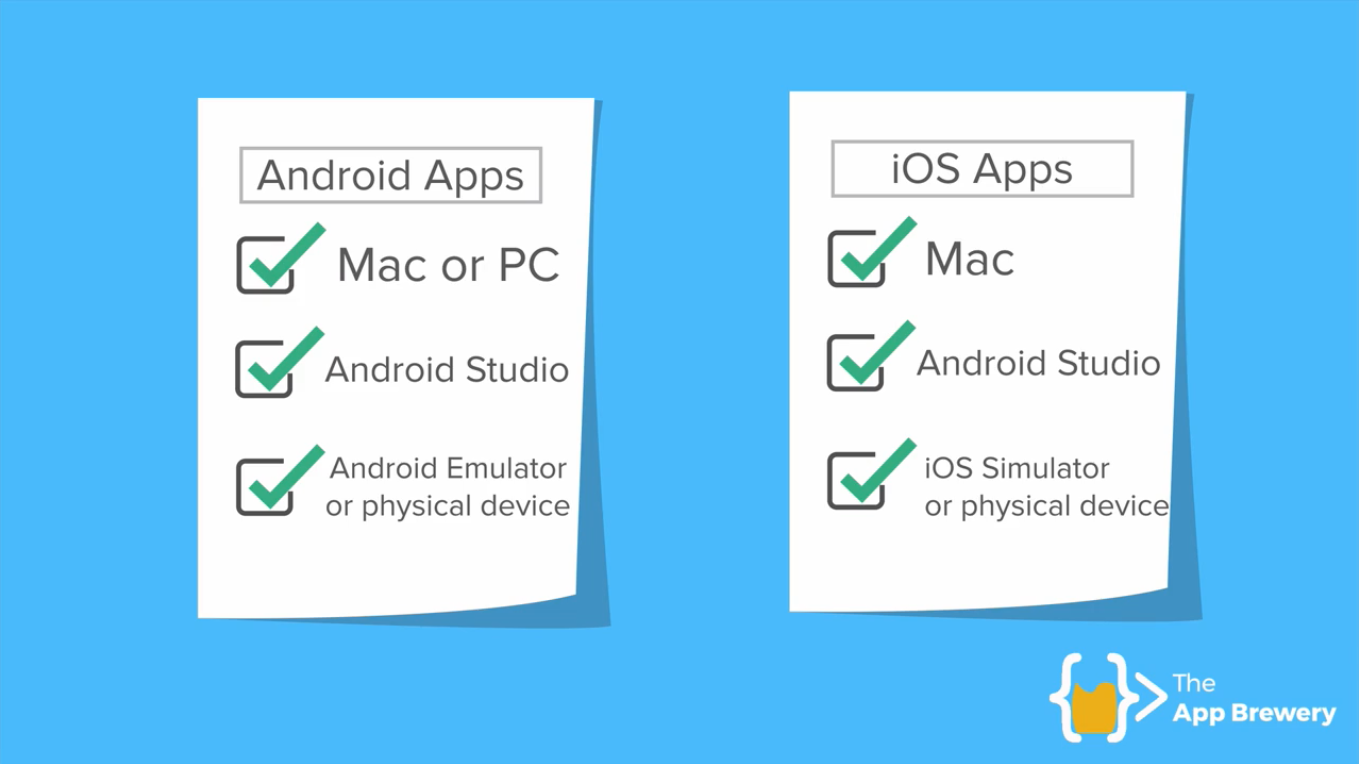 Android Apps
Mac or PC
Android Studio
Android Emulator
or physical device
iOS Apps
Mac
Android Studio
iOS Simulator
or physical device
The
App Brewery